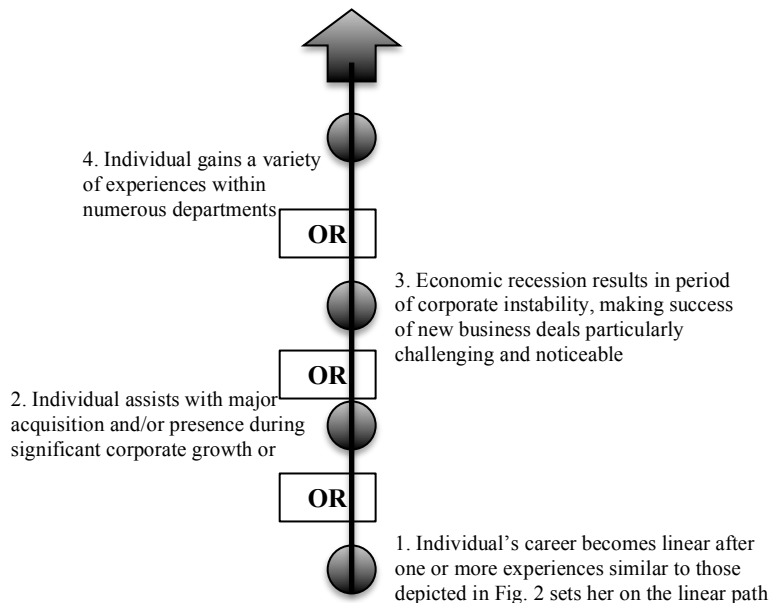 4. Individual gains a variety
of experiences within
numerous departments
OR
3. Economic recession results in period
of corporate instability, making success
of new business deals particularly
challenging and noticeable
OR
2. Individual assists with major
acquisition and/or presence during
significant corporate growth or
OR
1. Individual’s career becomes linear after
one or more experiences similar to those
depicted in Fig. 2 sets her on the linear path